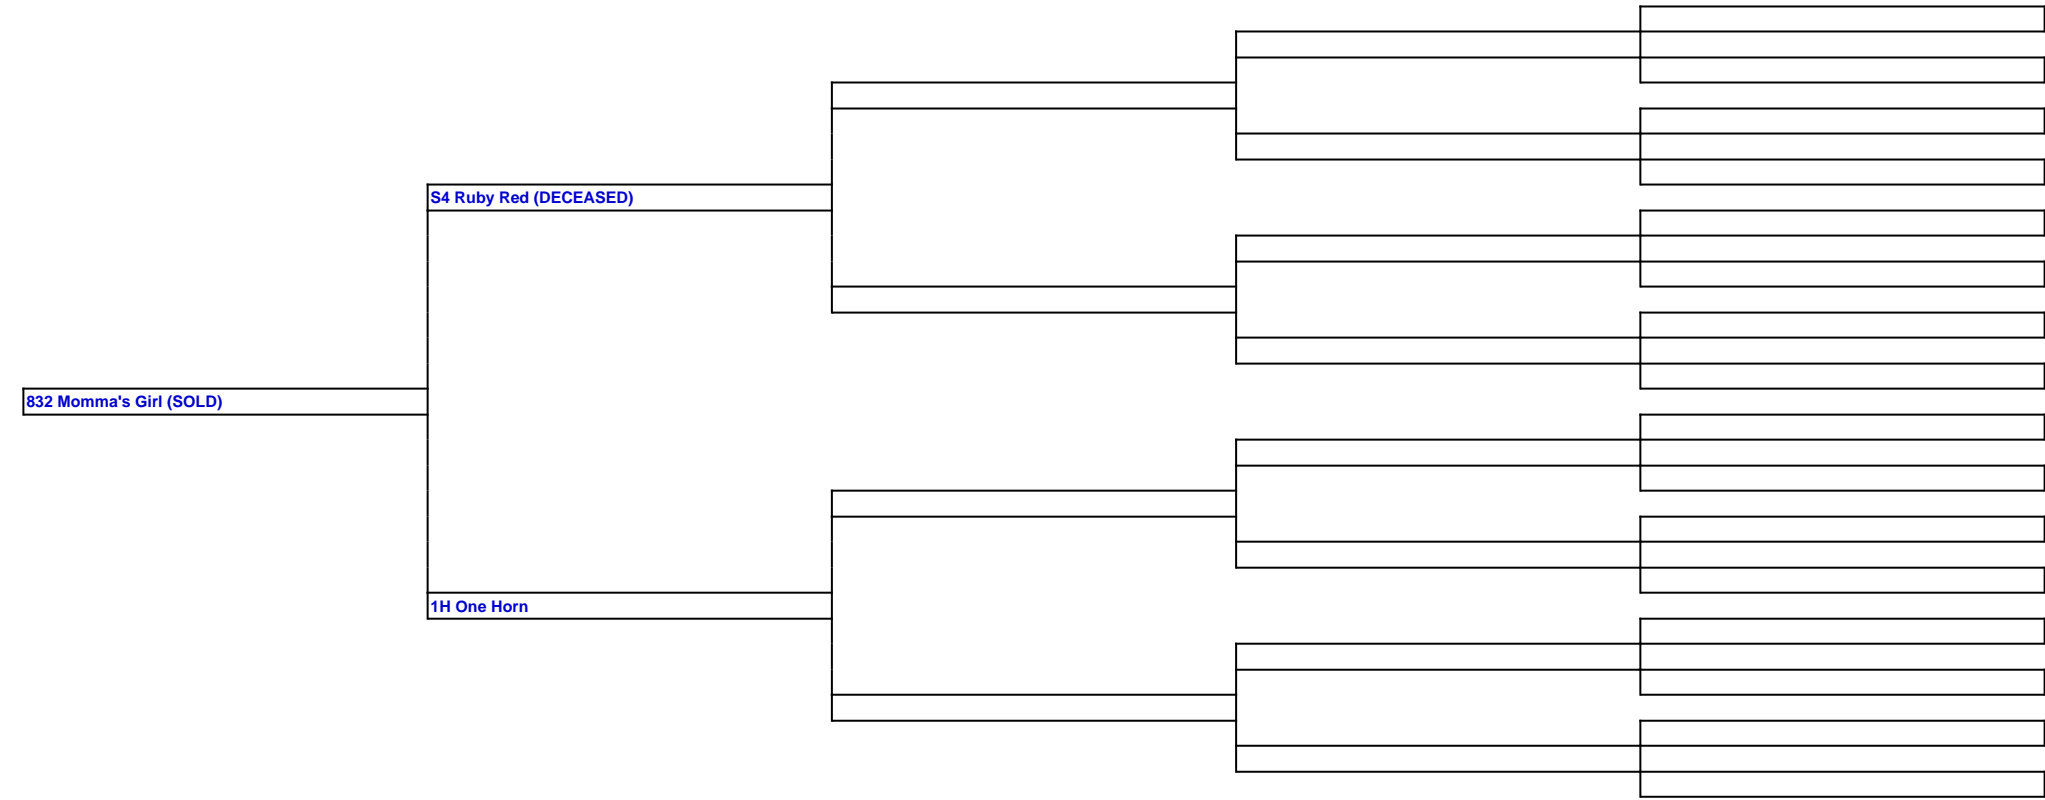 S4 Ruby Red (DECEASED)
832 Momma's Girl (SOLD)
1H One Horn